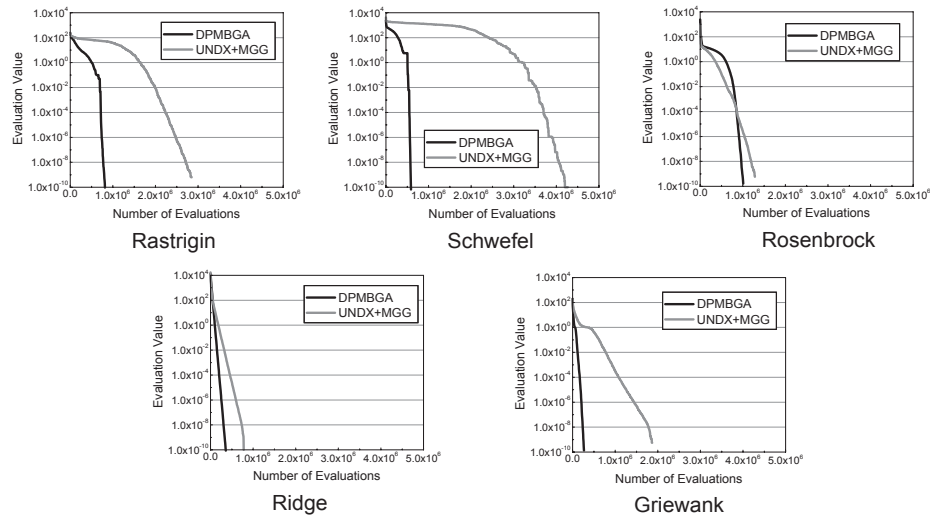 1.0x10⁴
1.0x10²
1.0x10⁰
1.0x10⁻²
1.0x10⁻⁴
1.0x10⁻⁶
1.0x10⁻⁸
1.0x10⁻¹⁰
Evaluation Value
DPMBGA
UNDX+MGG
0.0 1.0x10⁶ 2.0x10⁶ 3.0x10⁶ 4.0x10⁶ 5.0x10⁶
Number of Evaluations
Rastrigin
1.0x10⁴
1.0x10²
1.0x10⁰
1.0x10⁻²
1.0x10⁻⁴
1.0x10⁻⁶
1.0x10⁻⁸
1.0x10⁻¹⁰
Evaluation Value
DPMBGA
UNDX+MGG
0.0 1.0x10⁶ 2.0x10⁶ 3.0x10⁶ 4.0x10⁶ 5.0x10⁶
Number of Evaluations
Schwefel
1.0x10⁴
1.0x10²
1.0x10⁰
1.0x10⁻²
1.0x10⁻⁴
1.0x10⁻⁶
1.0x10⁻⁸
1.0x10⁻¹⁰
Evaluation Value
DPMBGA
UNDX+MGG
0.0 1.0x10⁶ 2.0x10⁶ 3.0x10⁶ 4.0x10⁶ 5.0x10⁶
Number of Evaluations
Rosenbrock
1.0x10⁴
1.0x10²
1.0x10⁰
1.0x10⁻²
1.0x10⁻⁴
1.0x10⁻⁶
1.0x10⁻⁸
1.0x10⁻¹⁰
Evaluation Value
DPMBGA
UNDX+MGG
0.0 1.0x10⁶ 2.0x10⁶ 3.0x10⁶ 4.0x10⁶ 5.0x10⁶
Number of Evaluations
Ridge
1.0x10⁴
1.0x10²
1.0x10⁰
1.0x10⁻²
1.0x10⁻⁴
1.0x10⁻⁶
1.0x10⁻⁸
1.0x10⁻¹⁰
Evaluation Value
DPMBGA
UNDX+MGG
0.0 1.0x10⁶ 2.0x10⁶ 3.0x10⁶ 4.0x10⁶ 5.0x10⁶
Number of Evaluations
Griewank